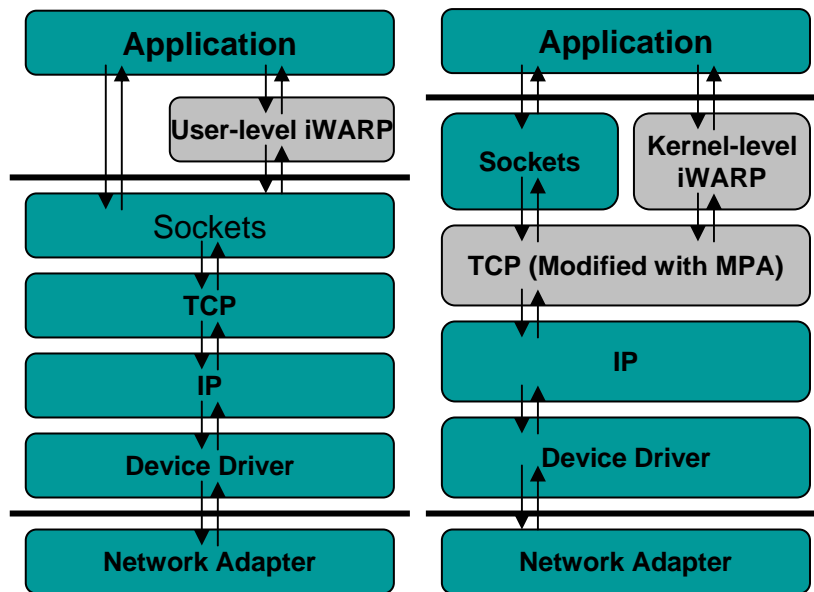 Application
User-level iWARP
Sockets
TCP
IP
Device Driver
Network Adapter
Application
Sockets
Kernel-level
iWARP
TCP (Modified with MPA)
IP
Device Driver
Network Adapter